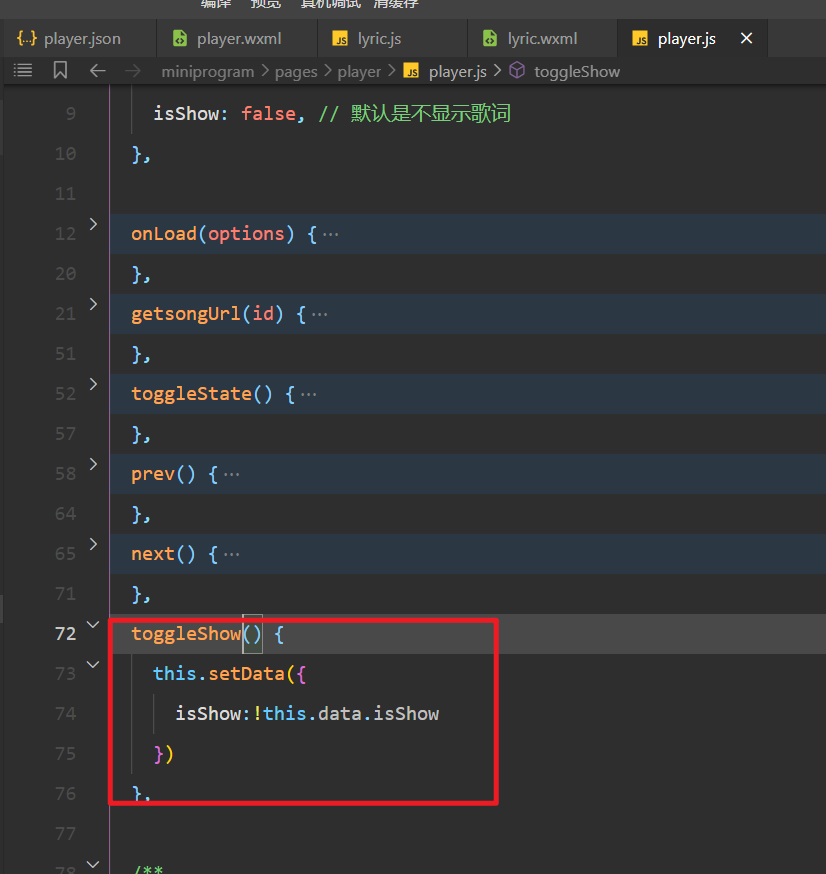 编译 预览 真机调试 清缓存
{..} player.json player.wxml JS lyric.js lyric.wxml JS player.js
miniprogram > pages > player > JS player.js > toggleShow
9 isShow: false, // 默认是不显示歌词
10 },
11
12 onLoad(options) { ···
20 },
21 getsongUrl(id) { ···
51 },
52 toggleState() { ···
57 },
58 prev() { ···
64 },
65 next() { ···
71 },
72 toggleShow() {
73 this.setData({
74 isShow:!this.data.isShow
75 })
76 },
77
78 /**